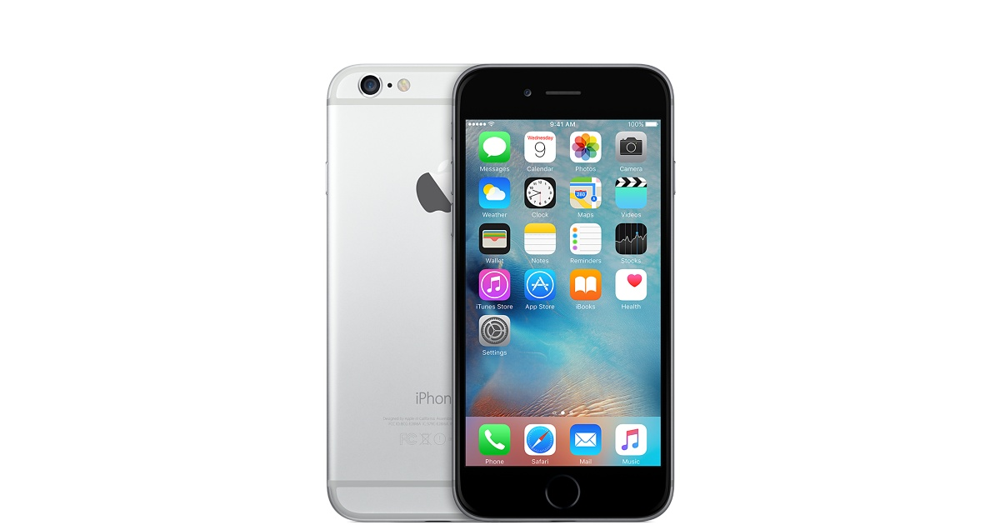 9:41 AM 100%
Wednesday
9
Messages Calendar Photos Camera
280
Weather Clock Maps Videos
Wallet Notes Reminders Stocks
iTunes Store App Store iBooks Health
Settings
Phone Safari Mail Music
iPhon